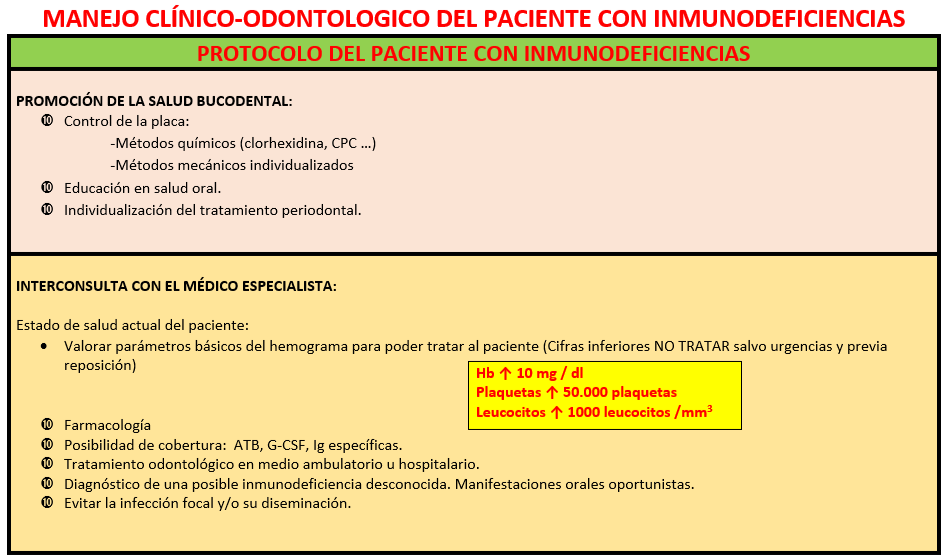 MANEJO CLÍNICO-ODONTOLOGICO DEL PACIENTE CON INMUNODEFICIENCIAS
PROTOCOLO DEL PACIENTE CON INMUNODEFICIENCIAS
PROMOCIÓN DE LA SALUD BUCODENTAL:
❿ Control de la placa:
-Métodos químicos (clorhexidina, CPC ...)
-Métodos mecánicos individualizados
❿ Educación en salud oral.
❿ Individualización del tratamiento periodontal.
INTERCONSULTA CON EL MÉDICO ESPECIALISTA:
Estado de salud actual del paciente:
• Valorar parámetros básicos del hemograma para poder tratar al paciente (Cifras inferiores NO TRATAR salvo urgencias y previa
reposición)
Hb ↑ 10 mg / dl
Plaquetas ↑ 50.000 plaquetas
Leucocitos ↑ 1000 leucocitos /mm³
❿ Farmacología
❿ Posibilidad de cobertura: ATB, G-CSF, Ig específicas.
❿ Tratamiento odontológico en medio ambulatorio u hospitalario.
❿ Diagnóstico de una posible inmunodeficiencia desconocida. Manifestaciones orales oportunistas.
❿ Evitar la infección focal y/o su diseminación.